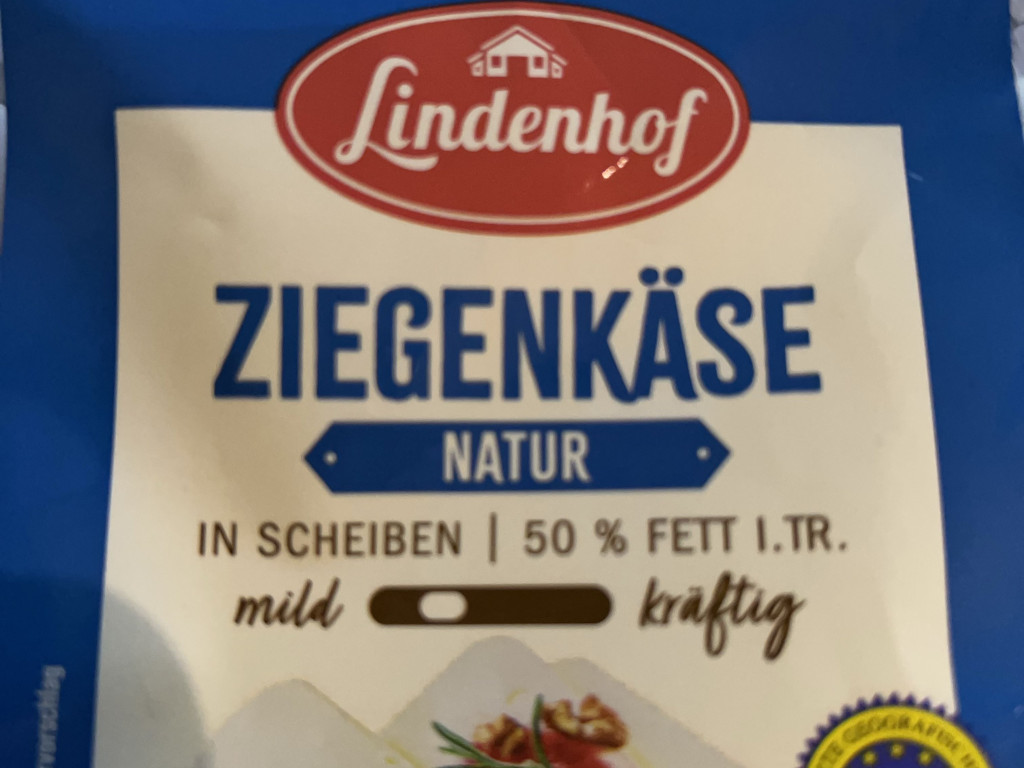 Lindenhof
ZIEGENKÄSE
NATUR
IN SCHEIBEN | 50 % FETT I.TR.
mild kräftig